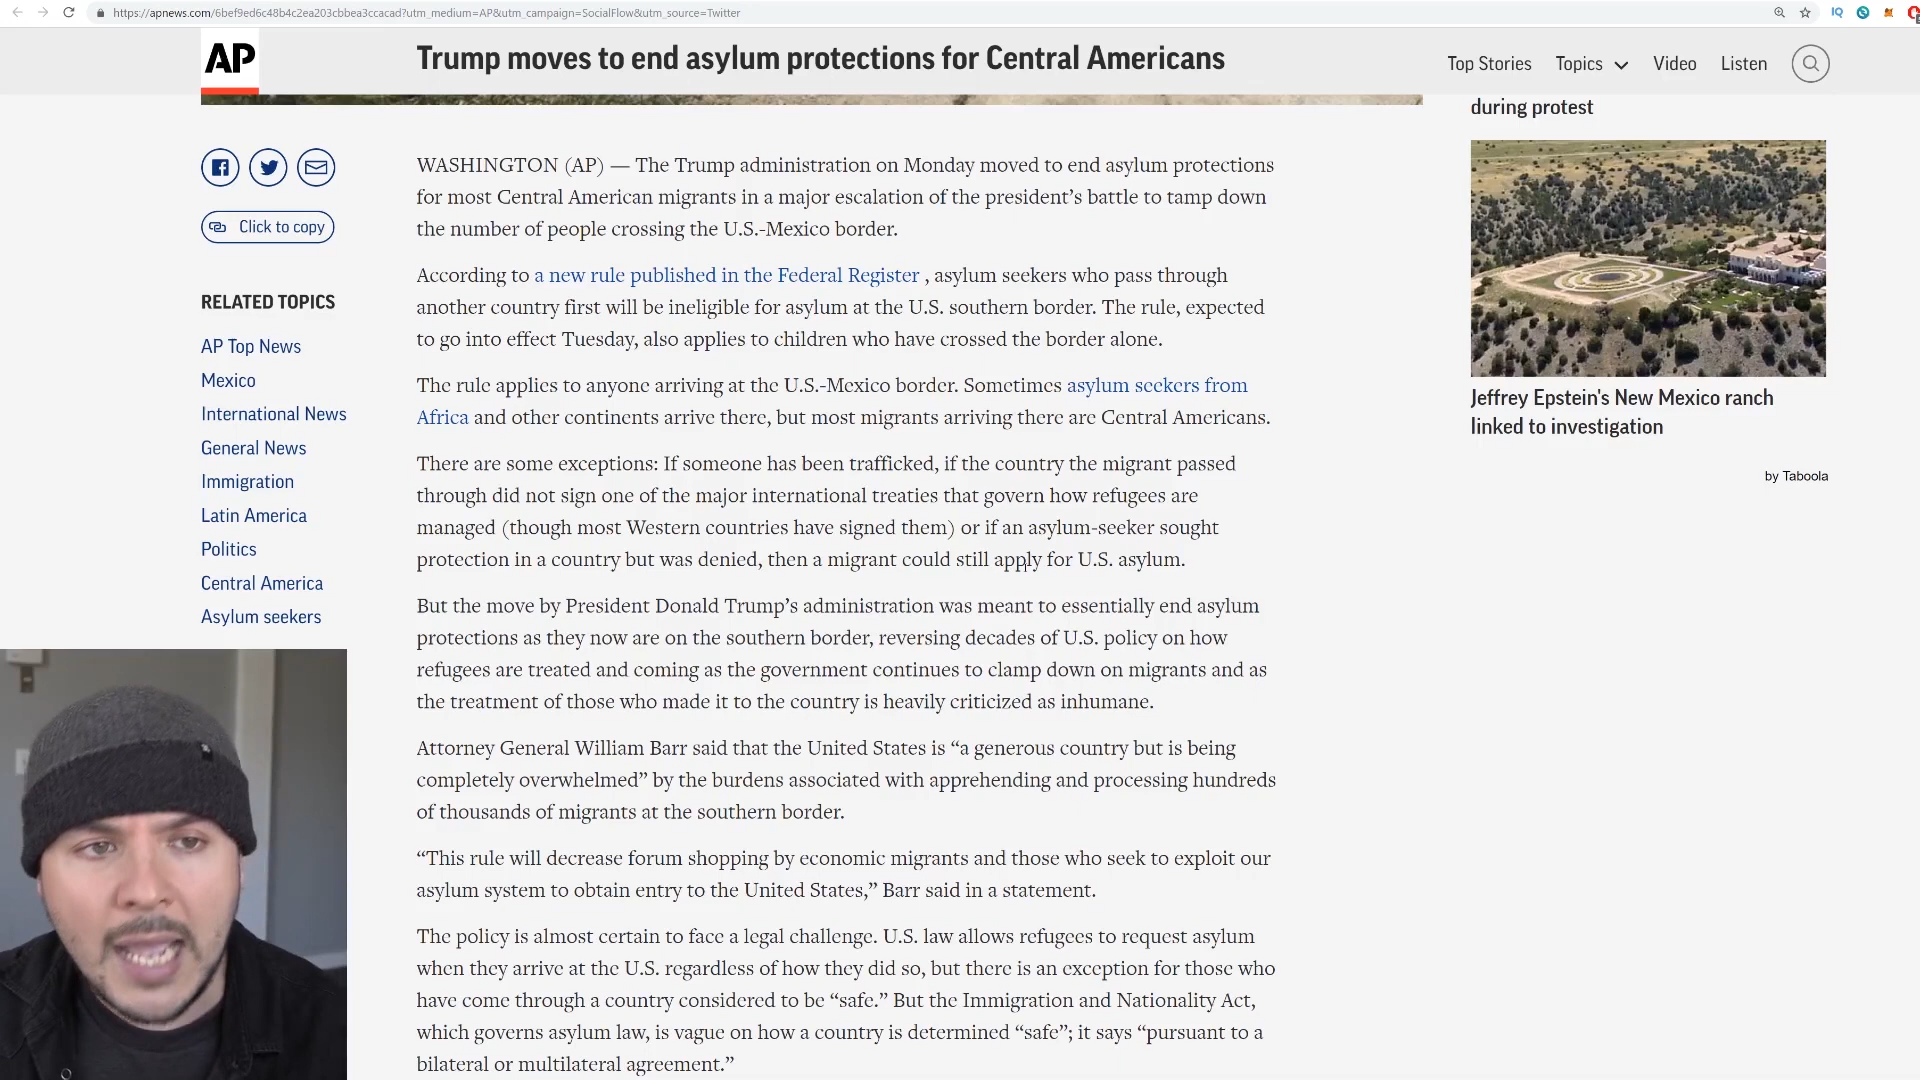 https://apnews.com/6bef9ed6c48b4c2ea203cbbea3ccacad?utm_medium=AP&utm_campaign=SocialFlow&utm_source=Twitter
IQ
AP
Trump moves to end asylum protections for Central Americans
Top Stories
Topics
Video
Listen
during protest
Click to copy
RELATED TOPICS
AP Top News
Mexico
International News
General News
Immigration
Latin America
Politics
Central America
Asylum seekers
WASHINGTON (AP) — The Trump administration on Monday moved to end asylum protections
for most Central American migrants in a major escalation of the president’s battle to tamp down
the number of people crossing the U.S.-Mexico border.
According to a new rule published in the Federal Register , asylum seekers who pass through
another country first will be ineligible for asylum at the U.S. southern border. The rule, expected
to go into effect Tuesday, also applies to children who have crossed the border alone.
The rule applies to anyone arriving at the U.S.-Mexico border. Sometimes asylum seekers from
Africa and other continents arrive there, but most migrants arriving there are Central Americans.
There are some exceptions: If someone has been trafficked, if the country the migrant passed
through did not sign one of the major international treaties that govern how refugees are
managed (though most Western countries have signed them) or if an asylum-seeker sought
protection in a country but was denied, then a migrant could still apply for U.S. asylum.
But the move by President Donald Trump’s administration was meant to essentially end asylum
protections as they now are on the southern border, reversing decades of U.S. policy on how
refugees are treated and coming as the government continues to clamp down on migrants and as
the treatment of those who made it to the country is heavily criticized as inhumane.
Attorney General William Barr said that the United States is “a generous country but is being
completely overwhelmed” by the burdens associated with apprehending and processing hundreds
of thousands of migrants at the southern border.
“This rule will decrease forum shopping by economic migrants and those who seek to exploit our
asylum system to obtain entry to the United States,” Barr said in a statement.
The policy is almost certain to face a legal challenge. U.S. law allows refugees to request asylum
when they arrive at the U.S. regardless of how they did so, but there is an exception for those who
have come through a country considered to be “safe.” But the Immigration and Nationality Act,
which governs asylum law, is vague on how a country is determined “safe”; it says “pursuant to a
bilateral or multilateral agreement.”
Jeffrey Epstein's New Mexico ranch
linked to investigation
by Taboola